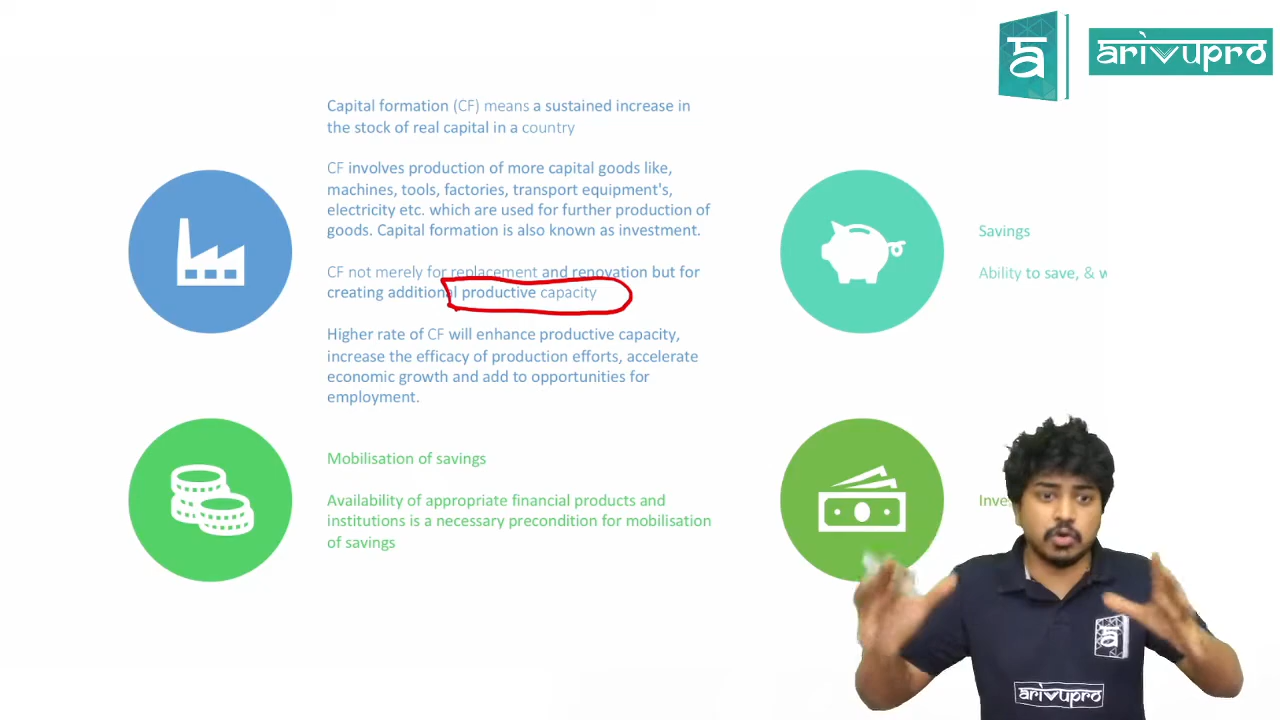 arivupro
Capital formation (CF) means a sustained increase in
the stock of real capital in a country
CF involves production of more capital goods like,
machines, tools, factories, transport equipment's,
electricity etc. which are used for further production of
goods. Capital formation is also known as investment.
CF not merely for replacement and renovation but for
creating additional productive capacity
Higher rate of CF will enhance productive capacity,
increase the efficacy of production efforts, accelerate
economic growth and add to opportunities for
employment.
Savings
Ability to save, &
Mobilisation of savings
Availability of appropriate financial products and
institutions is a necessary precondition for mobilisation
of savings
arivupro